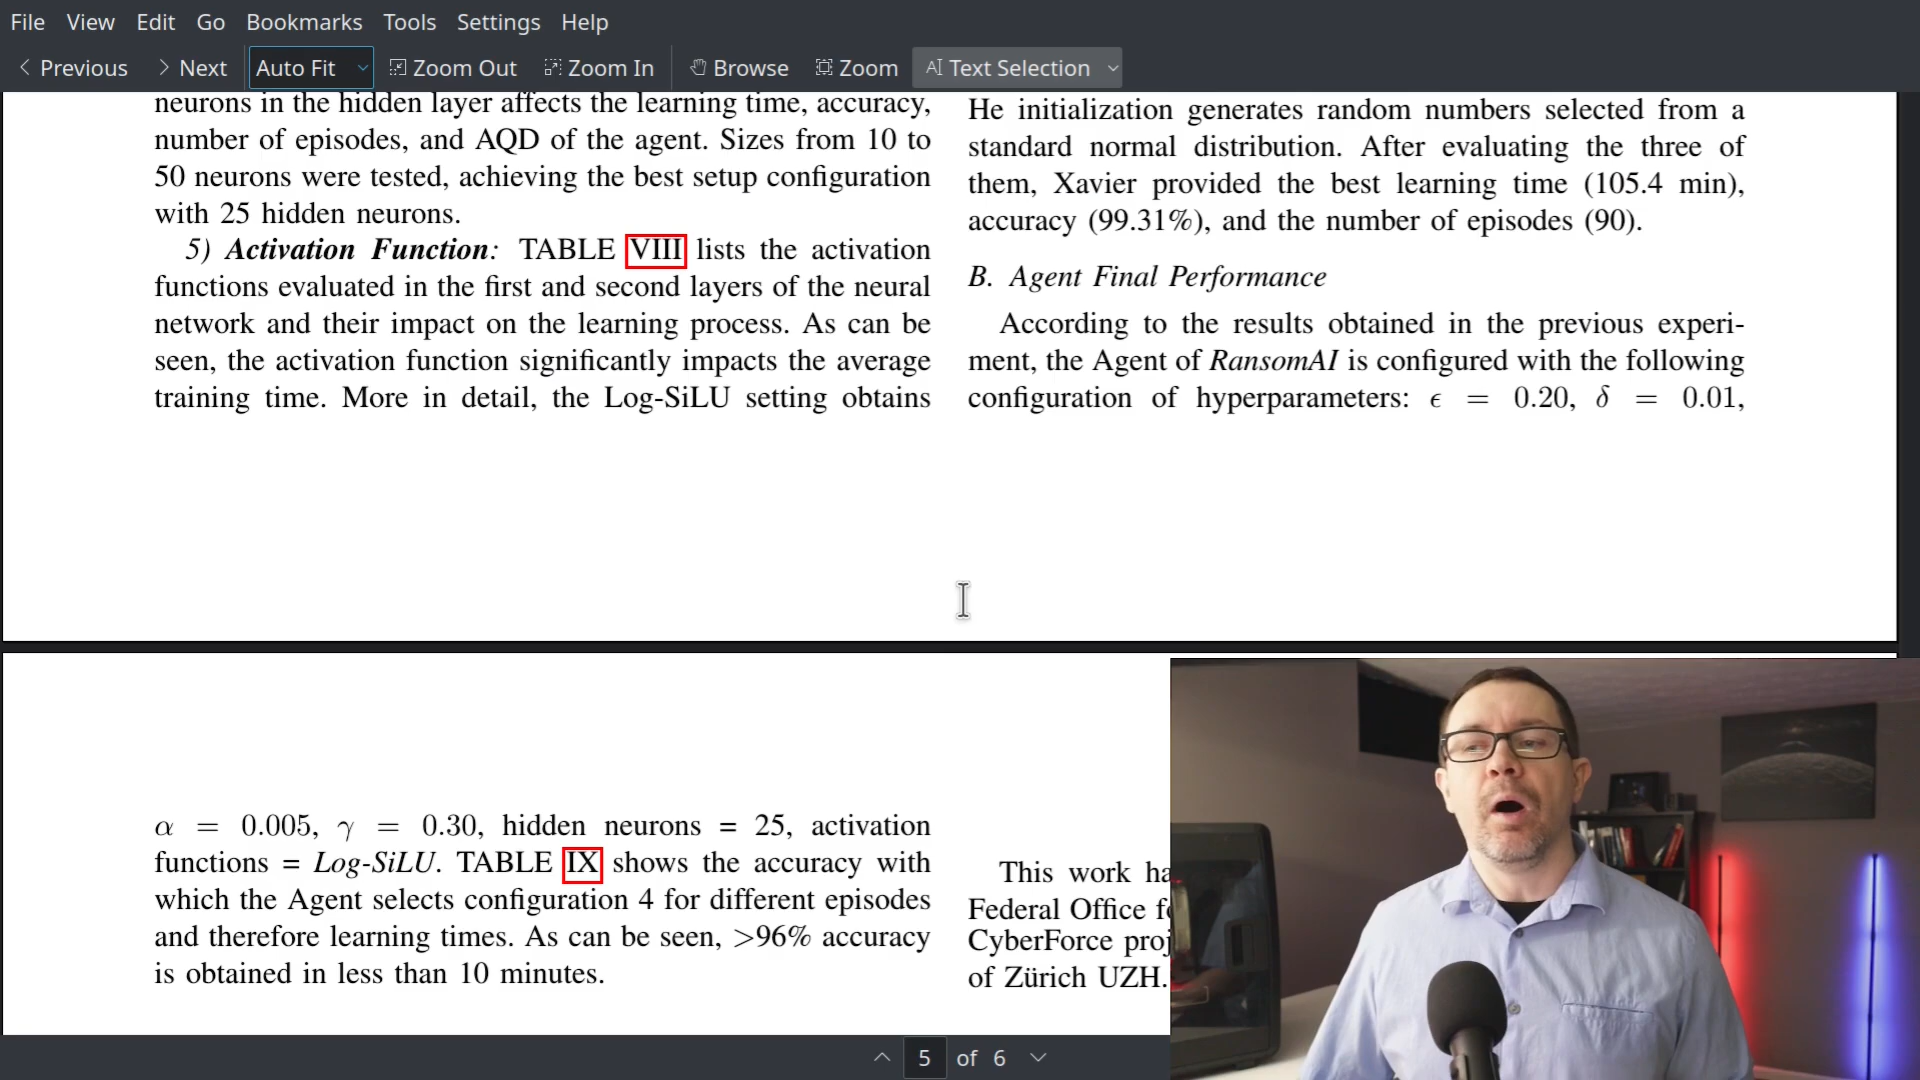 File View Edit Go Bookmarks Tools Settings Help
Previous Next Auto Fit Zoom Out Zoom In Browse Zoom Text Selection
neurons in the hidden layer affects the learning time, accuracy,
number of episodes, and AQD of the agent. Sizes from 10 to
50 neurons were tested, achieving the best setup configuration
with 25 hidden neurons.
5) Activation Function: TABLE VIII lists the activation
functions evaluated in the first and second layers of the neural
network and their impact on the learning process. As can be
seen, the activation function significantly impacts the average
training time. More in detail, the Log-SiLU setting obtains
He initialization generates random numbers selected from a
standard normal distribution. After evaluating the three of
them, Xavier provided the best learning time (105.4 min),
accuracy (99.31%), and the number of episodes (90).
B. Agent Final Performance
According to the results obtained in the previous experi-
ment, the Agent of RansomAI is configured with the following
configuration of hyperparameters: ϵ = 0.20, δ = 0.01,
α = 0.005, γ = 0.30, hidden neurons = 25, activation
functions = Log-SiLU. TABLE IX shows the accuracy with
which the Agent selects configuration 4 for different episodes
and therefore learning times. As can be seen, >96% accuracy
is obtained in less than 10 minutes.
This work ha
Federal Office fo
CyberForce proj
of Zürich UZH.
5 of 6